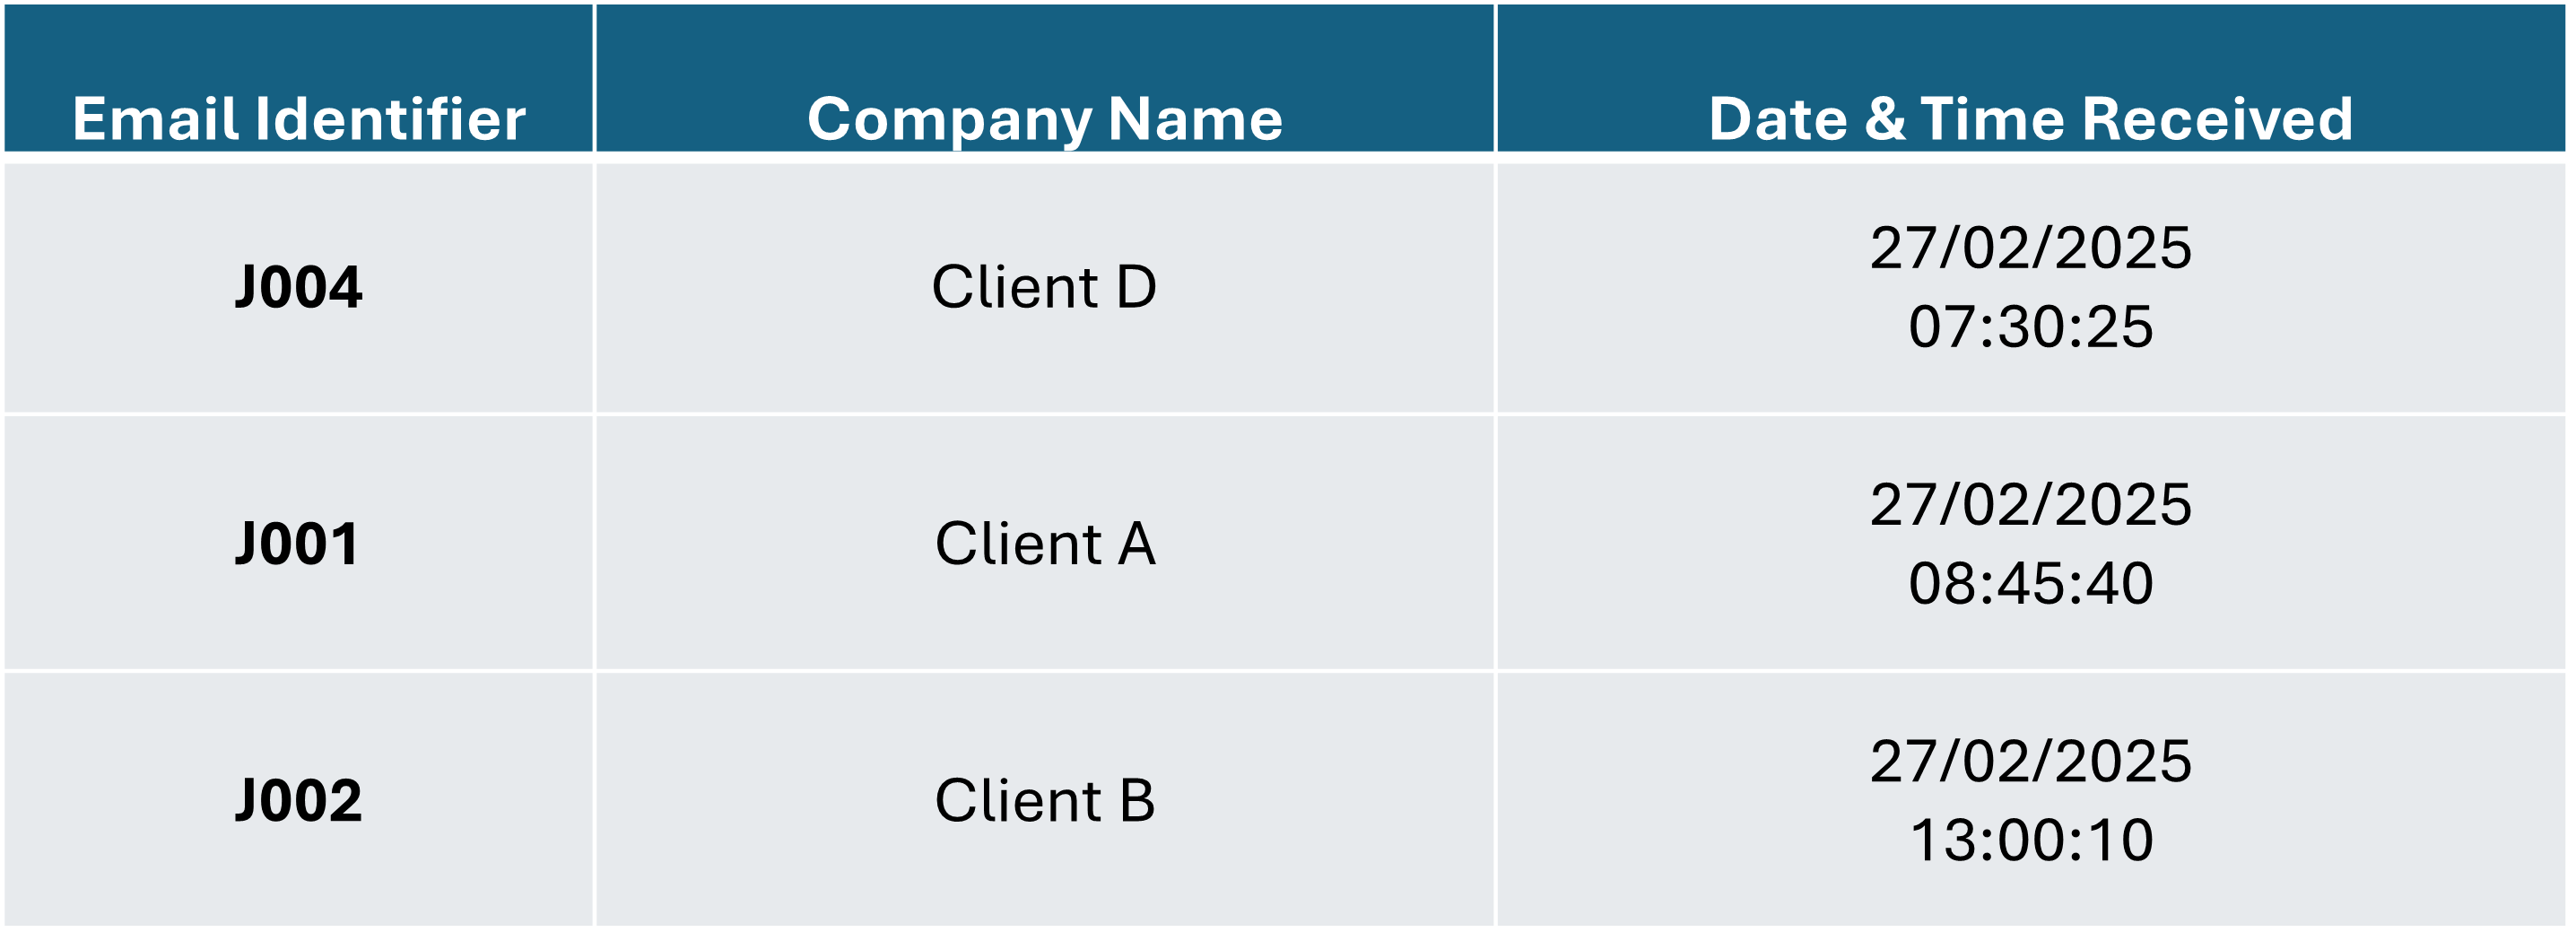 Email Identifier Company Name Date & Time Received
J004 Client D 27/02/2025
07:30:25
J001 Client A 27/02/2025
08:45:40
J002 Client B 27/02/2025
13:00:10